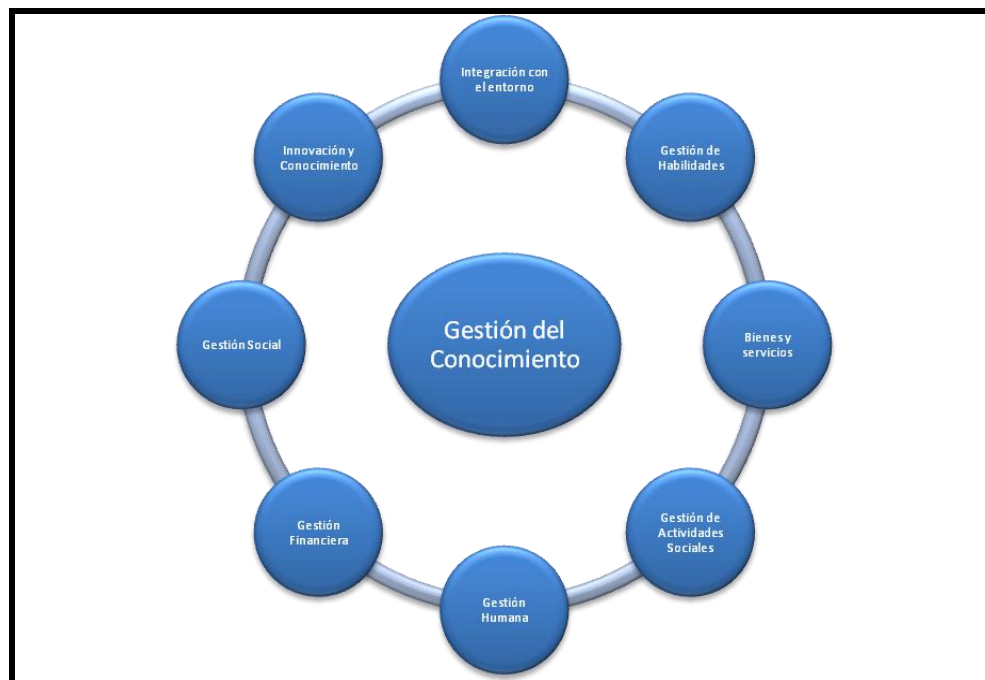 Integración con
el entorno
Gestión de
Habilidades
Bienes y
servicios
Gestión de
Actividades
Sociales
Gestión
Humana
Gestión
Financiera
Gestión Social
Innovación y
Conocimiento
Gestión del
Conocimiento